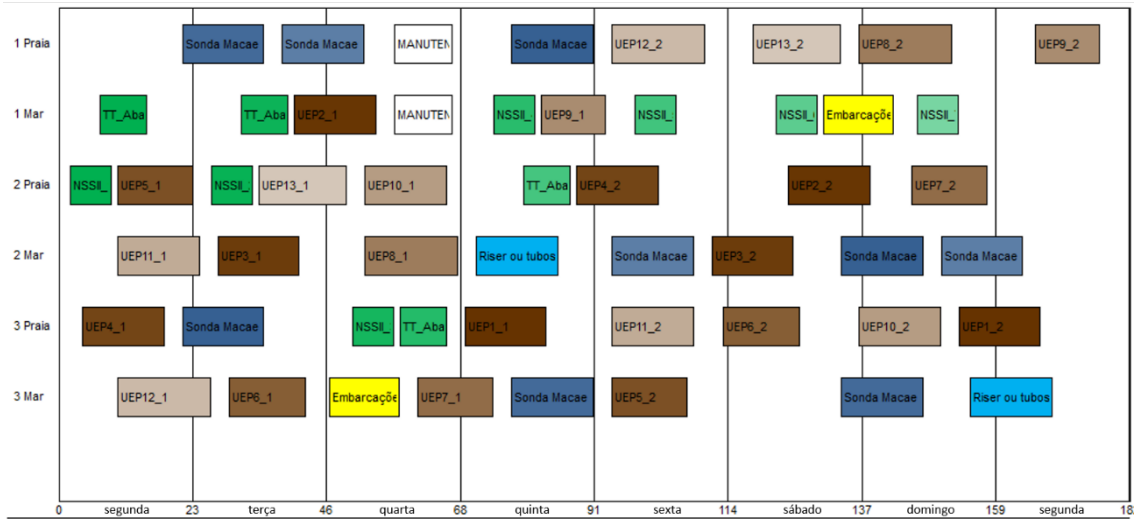 1 Praia Sonda Macae Sonda Macae MANUTEN Sonda Macae UEP12_2 UEP13_2 UEP8_2 UEP9_2
1 Mar TT_Aba TT_Aba UEP2_1 MANUTEN NSSII_ UEP9_1 NSSII_ NSSII_ Embarcaçõe NSSII_
2 Praia NSSII_ UEP5_1 NSSII_ UEP13_1 UEP10_1 TT_Aba UEP4_2 UEP2_2 UEP7_2
2 Mar UEP11_1 UEP3_1 UEP8_1 Riser ou tubos Sonda Macae UEP3_2 Sonda Macae Sonda Macae
3 Praia UEP4_1 Sonda Macae NSSII_ TT_Aba UEP1_1 UEP11_2 UEP6_2 UEP10_2 UEP1_2
3 Mar UEP12_1 UEP6_1 Embarcaçõe UEP7_1 Sonda Macae UEP5_2 Sonda Macae Riser ou tubos
0 segunda 23 terça 46 quarta 68 quinta 91 sexta 114 sábado 137 domingo 159 segunda 18